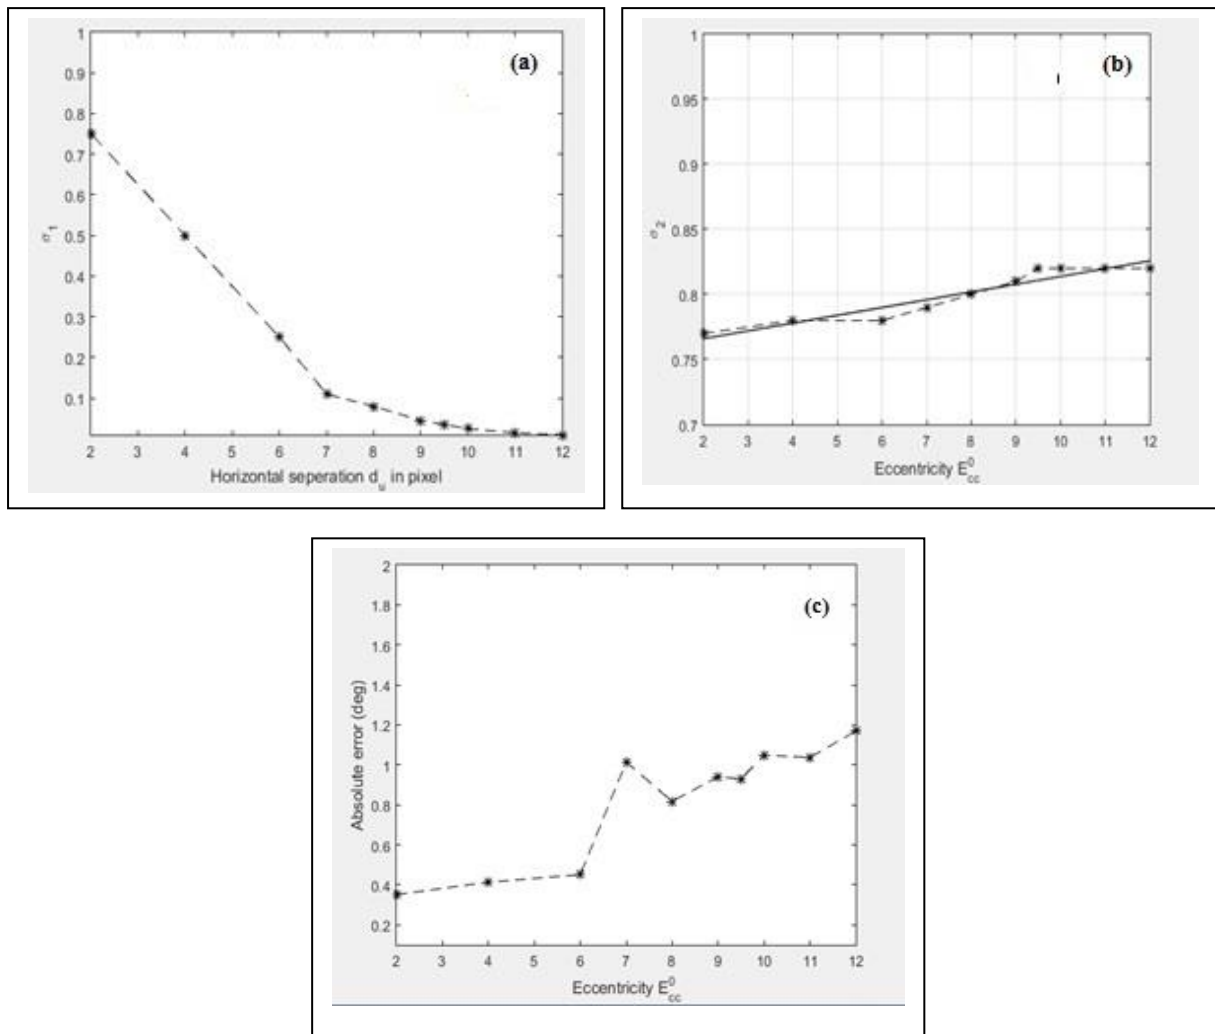 (a)
1
0.9
0.8
0.7
0.6
0.5
0.4
0.3
0.2
0.1
σ1
2 3 4 5 6 7 8 9 10 11 12
Horizontal seperation du in pixel
(b)
1
0.95
0.9
0.85
0.8
0.75
0.7
σ2
2 3 4 5 6 7 8 9 10 11 12
Eccentricity E0cc
(c)
2
1.8
1.6
1.4
1.2
1
0.8
0.6
0.4
0.2
Absolute error (deg)
2 3 4 5 6 7 8 9 10 11 12
Eccentricity E0cc